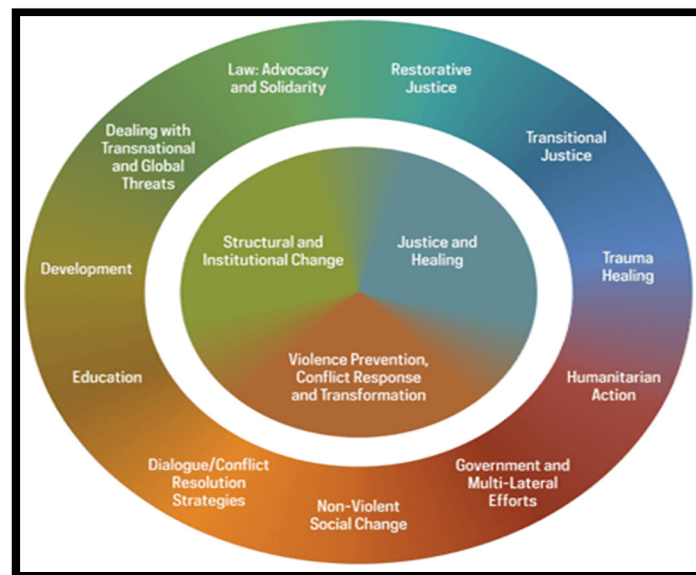 Law: Advocacy
and Solidarity
Restorative
Justice
Transitional
Justice
Trauma
Healing
Humanitarian
Action
Government and
Multi-Lateral
Efforts
Non-Violent
Social Change
Dialogue/Conflict
Resolution
Strategies
Education
Development
Dealing with
Transnational
and Global
Threats
Structural and
Institutional Change
Justice and
Healing
Violence Prevention,
Conflict Response
and Transformation